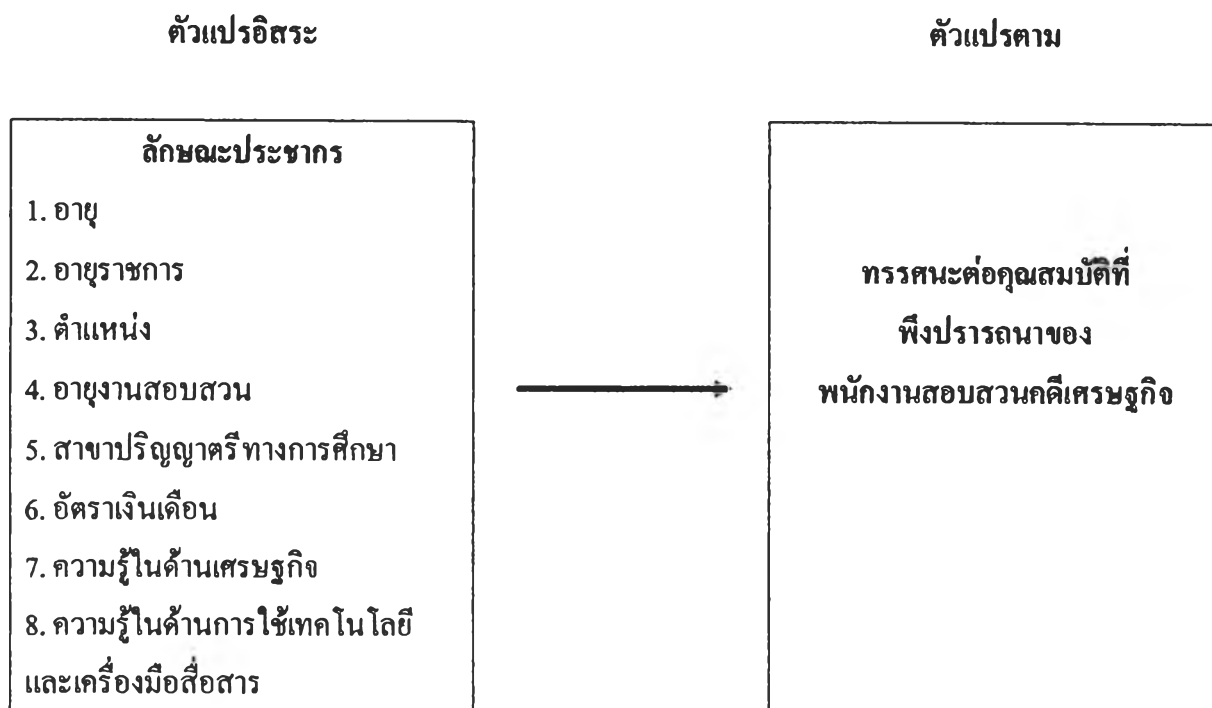 ตัวแปรอิสระ
ตัวแปรตาม
ลักษณะประชากร
1. อายุ
2. อายุราชการ
3. ตำแหน่ง
4. อายุงานสอบสวน
5. สาขาปริญญาตรีทางการศึกษา
6. อัตราเงินเดือน
7. ความรู้ในด้านเศรษฐกิจ
8. ความรู้ในด้านการใช้เทคโนโลยี
และเครื่องมือสื่อสาร
ทรรศนะต่อคุณสมบัติที่
พึงปรารถนาของ
พนักงานสอบสวนคดีเศรษฐกิจ